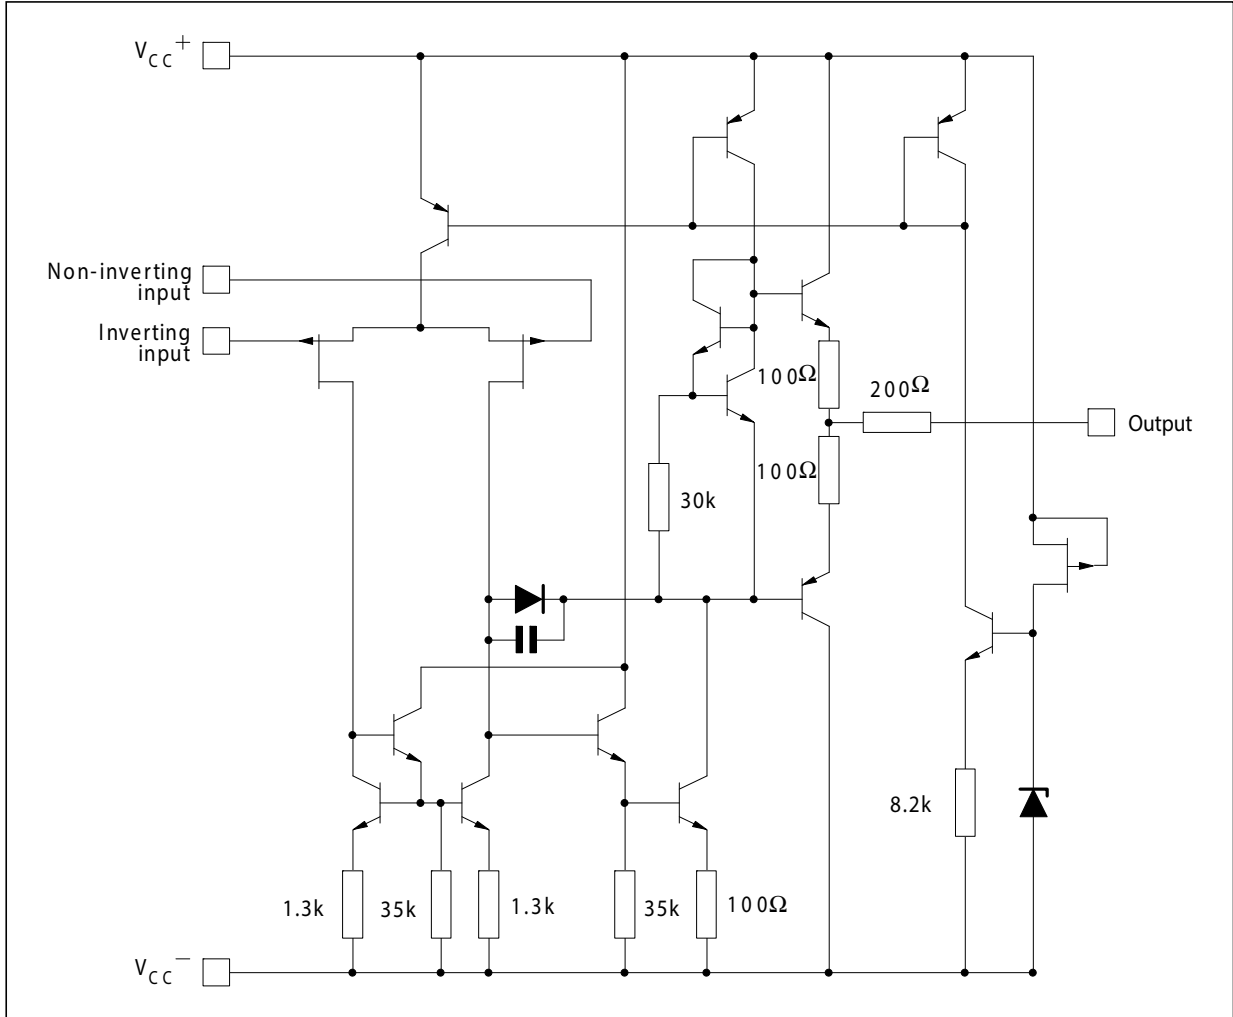 VCC+
Non-inverting
input
Inverting
input
100Ω
200Ω
Output
100Ω
30k
8.2k
1.3k
35k
1.3k
35k
100Ω
VCC−